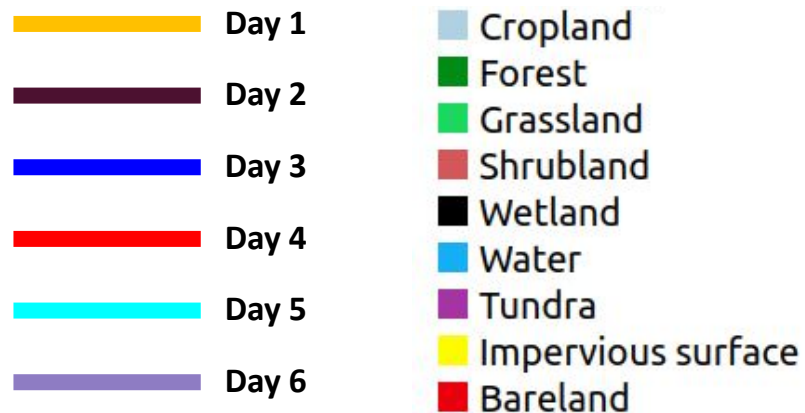 Day 1
Day 2
Day 3
Day 4
Day 5
Day 6
Cropland
Forest
Grassland
Shrubland
Wetland
Water
Tundra
Impervious surface
Bareland